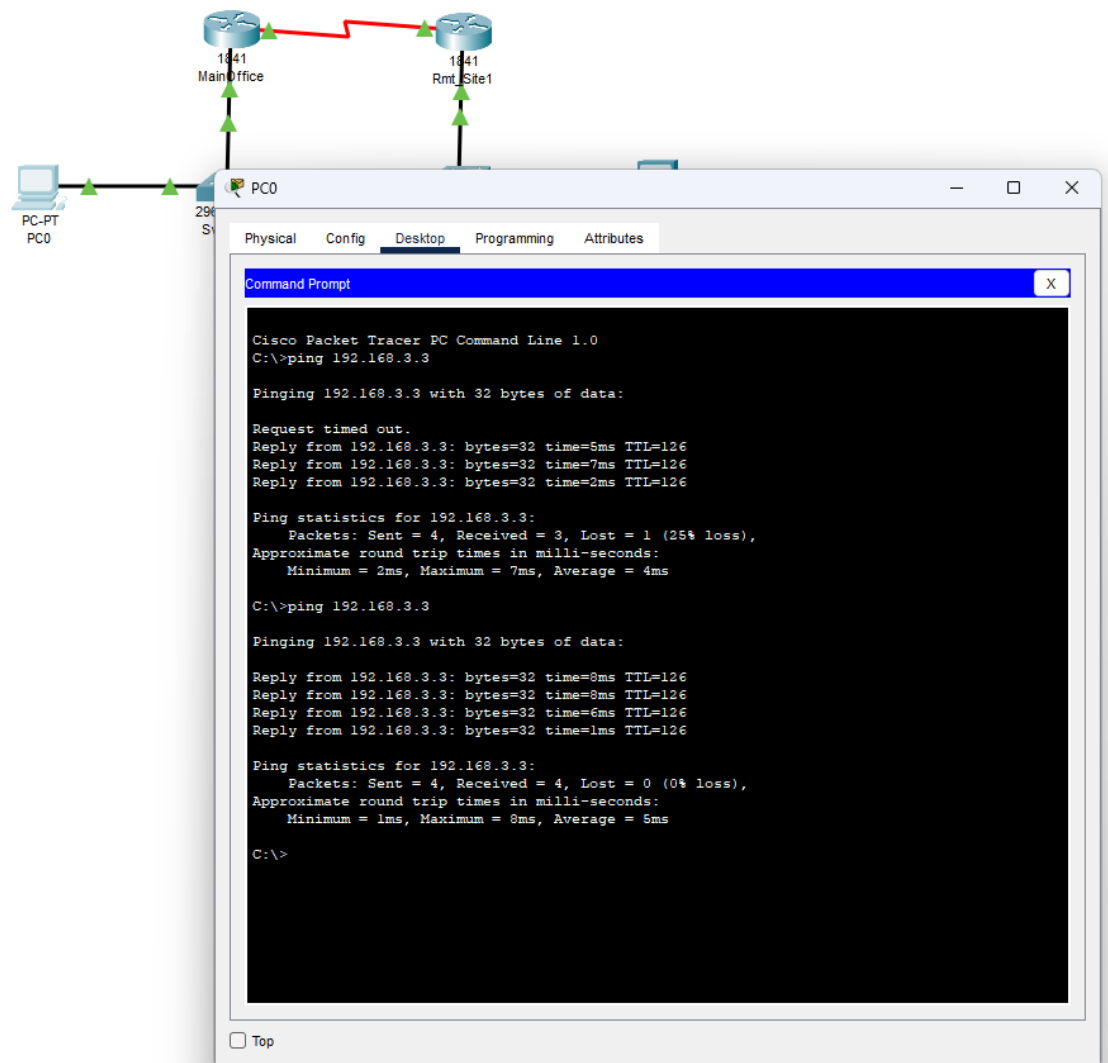 1841
MainOffice
1841
Rmt_Site1
PC-PT
PC0
PC0
Physical Config Desktop Programming Attributes
Command Prompt
X
Cisco Packet Tracer PC Command Line 1.0
C:\>ping 192.168.3.3
Pinging 192.168.3.3 with 32 bytes of data:
Request timed out.
Reply from 192.168.3.3: bytes=32 time=5ms TTL=126
Reply from 192.168.3.3: bytes=32 time=7ms TTL=126
Reply from 192.168.3.3: bytes=32 time=2ms TTL=126
Ping statistics for 192.168.3.3:
Packets: Sent = 4, Received = 3, Lost = 1 (25% loss),
Approximate round trip times in milli-seconds:
Minimum = 2ms, Maximum = 7ms, Average = 4ms
C:\>ping 192.168.3.3
Pinging 192.168.3.3 with 32 bytes of data:
Reply from 192.168.3.3: bytes=32 time=8ms TTL=126
Reply from 192.168.3.3: bytes=32 time=8ms TTL=126
Reply from 192.168.3.3: bytes=32 time=6ms TTL=126
Reply from 192.168.3.3: bytes=32 time=1ms TTL=126
Ping statistics for 192.168.3.3:
Packets: Sent = 4, Received = 4, Lost = 0 (0% loss),
Approximate round trip times in milli-seconds:
Minimum = 1ms, Maximum = 8ms, Average = 5ms
C:\>
Top